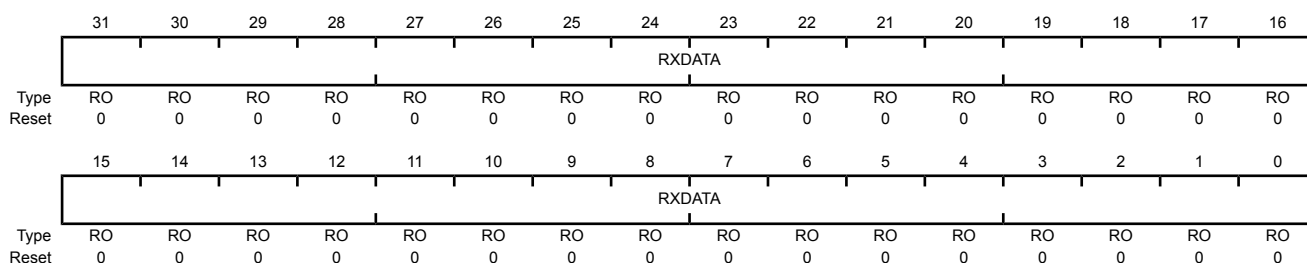 31 30 29 28 27 26 25 24 23 22 21 20 19 18 17 16
RXDATA
Type RO RO RO RO RO RO RO RO RO RO RO RO RO RO RO RO
Reset 0 0 0 0 0 0 0 0 0 0 0 0 0 0 0 0
15 14 13 12 11 10 9 8 7 6 5 4 3 2 1 0
RXDATA
Type RO RO RO RO RO RO RO RO RO RO RO RO RO RO RO RO
Reset 0 0 0 0 0 0 0 0 0 0 0 0 0 0 0 0